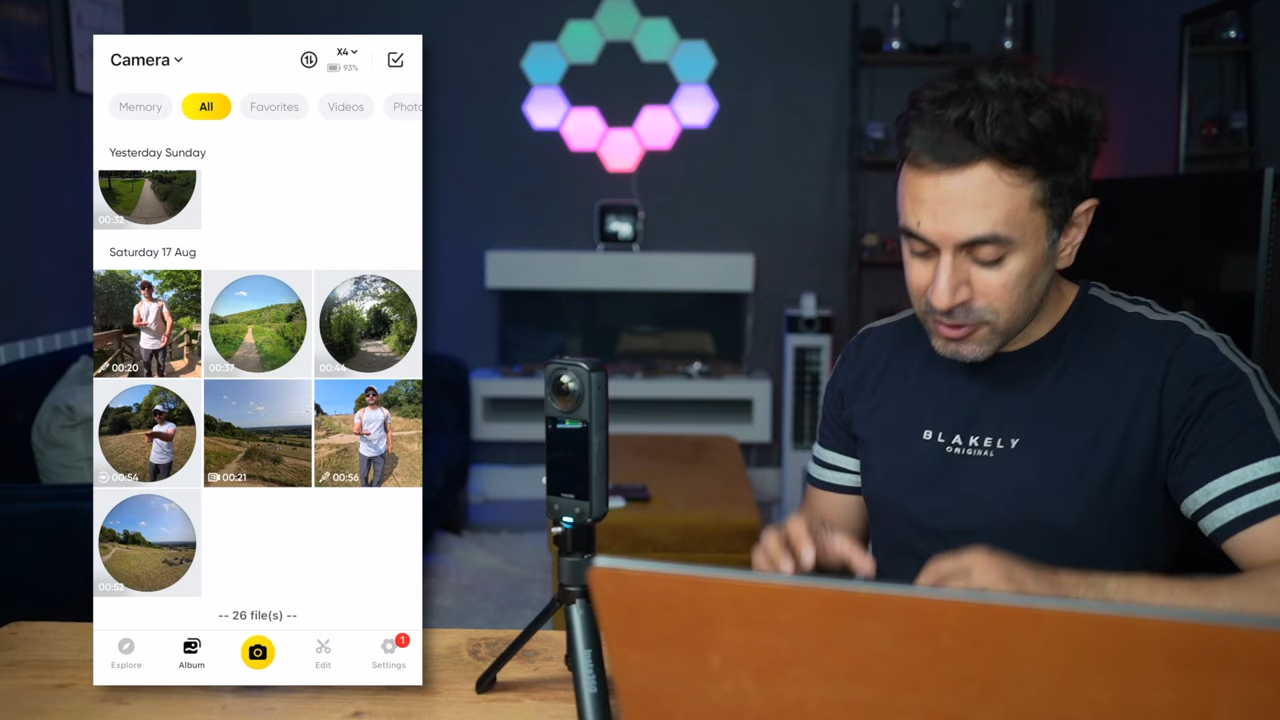 Camera
X4
93%
Memory
All
Favorites
Videos
Photo
Yesterday Sunday
00:32
Saturday 17 Aug
00:20
00:37
00:44
00:54
00:21
00:56
00:52
-- 26 file(s) --
Explore
Album
Edit
Settings
1
BLAKELY
ORIGINAL
Insta360